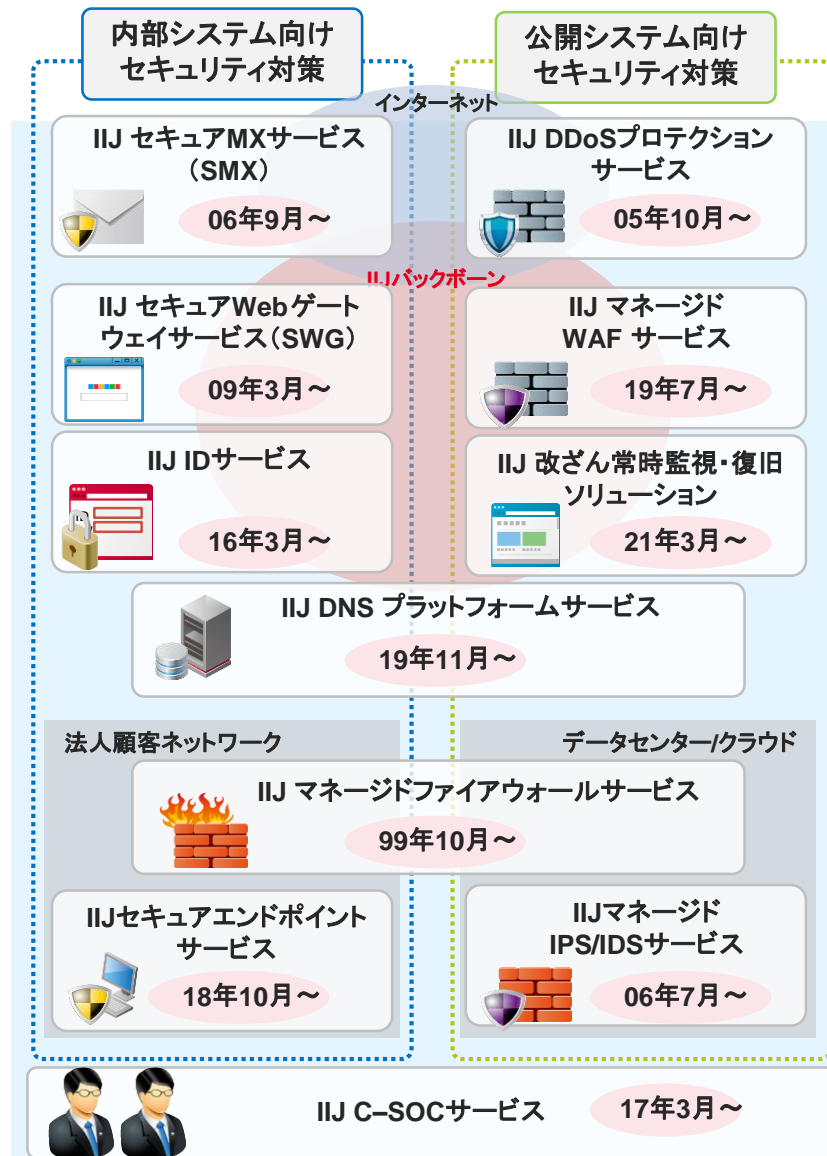 内部システム向け
セキュリティ対策
公開システム向け
セキュリティ対策
インターネット
IIJ セキュアMXサービス
（SMX）
06年9月～
IIJ DDoSプロテクション
サービス
05年10月～
IIJバックボーン
IIJ セキュアWebゲート
ウェイサービス（SWG）
09年3月～
IIJ マネージド
WAF サービス
19年7月～
IIJ IDサービス
16年3月～
IIJ 改ざん常時監視・復旧
ソリューション
21年3月～
IIJ DNS プラットフォームサービス
19年11月～
法人顧客ネットワーク
データセンター/クラウド
IIJ マネージドファイアウォールサービス
99年10月～
IIJセキュアエンドポイント
サービス
18年10月～
IIJマネージド
IPS/IDSサービス
06年7月～
IIJ C–SOCサービス
17年3月～